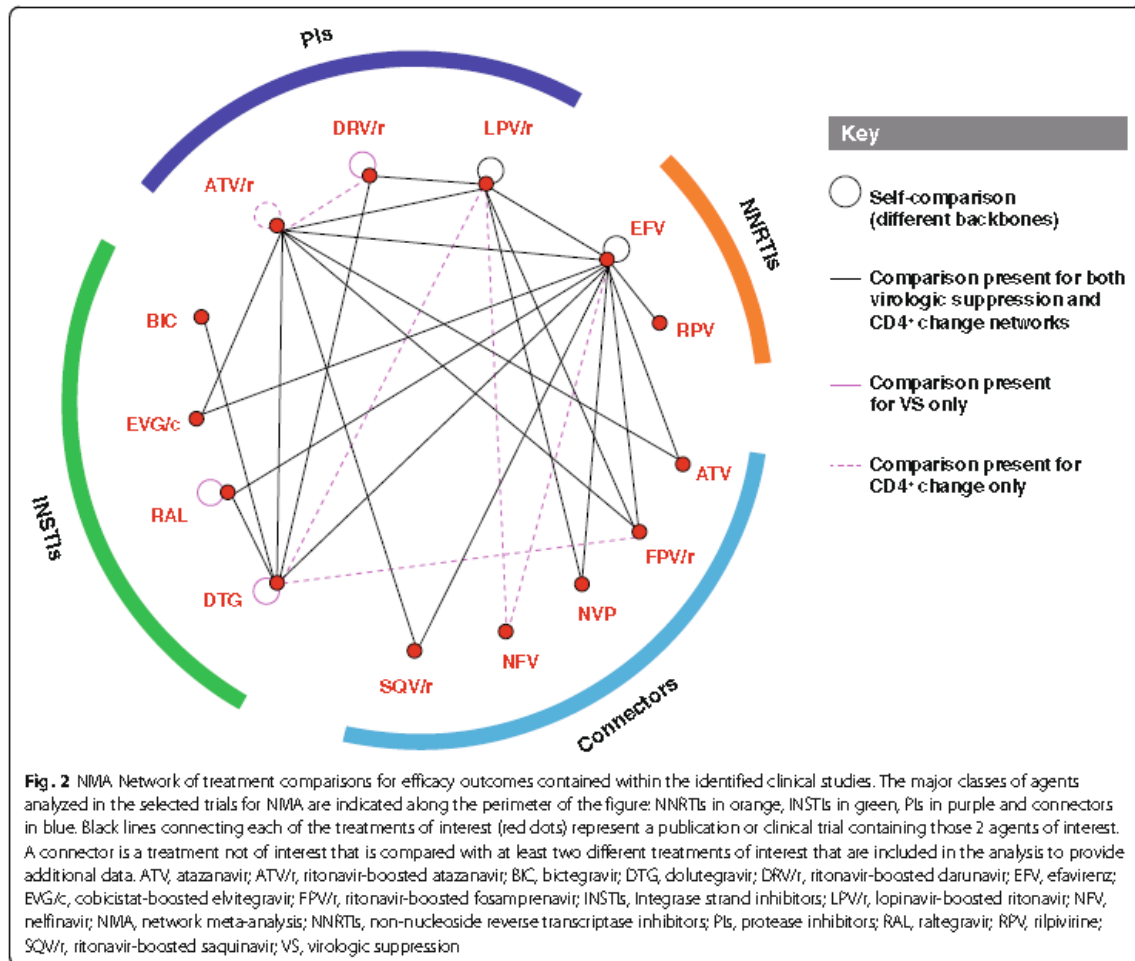 PIs
DRV/r
LPV/r
ATV/r
EFV
NNRTIs
BIC
RPV
EVG/c
ATV
RAL
INSTIs
FPV/r
DTG
NVP
NFV
SQV/r
Connectors
Key
Self-comparison
(different backbones)
Comparison present for both
virologic suppression and
CD4+ change networks
Comparison present
for VS only
Comparison present for
CD4+ change only
Fig. 2 NMA Network of treatment comparisons for efficacy outcomes contained within the identified clinical studies. The major classes of agents
analyzed in the selected trials for NMA are indicated along the perimeter of the figure: NNRTIs in orange, INSTIs in green, PIs in purple and connectors
in blue. Black lines connecting each of the treatments of interest (red dots) represent a publication or clinical trial containing those 2 agents of interest.
A connector is a treatment not of interest that is compared with at least two different treatments of interest that are included in the analysis to provide
additional data. ATV, atazanavir; ATV/r, ritonavir-boosted atazanavir; BIC, bictegravir; DTG, dolutegravir; DRV/r, ritonavir-boosted darunavir; EFV, efavirenz;
EVG/c, cobicistat-boosted elvitegravir; FPV/r, ritonavir-boosted fosamprenavir; INSTIs, Integrase strand inhibitors; LPV/r, lopinavir-boosted ritonavir; NFV,
nelfinavir; NMA, network meta-analysis; NNRTIs, non-nucleoside reverse transcriptase inhibitors; PIs, protease inhibitors; RAL, raltegravir; RPV, rilpivirine;
SQV/r, ritonavir-boosted saquinavir; VS, virologic suppression